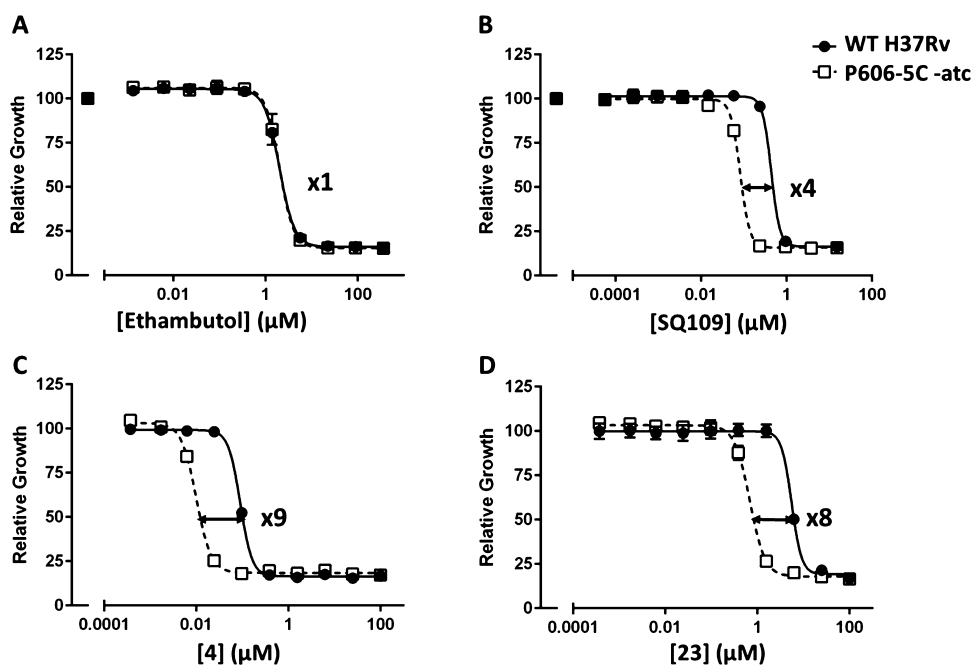 A
125
100
75
50
25
0
Relative Growth
x1
0.01
1
100
[Ethambutol] (µM)
B
WT H37Rv
P606-5C -atc
125
100
75
50
25
0
Relative Growth
x4
0.0001
0.01
1
100
[SQ109] (µM)
C
125
100
75
50
25
0
Relative Growth
x9
0.0001
0.01
1
100
[4] (µM)
D
125
100
75
50
25
0
Relative Growth
x8
0.0001
0.01
1
100
[23] (µM)